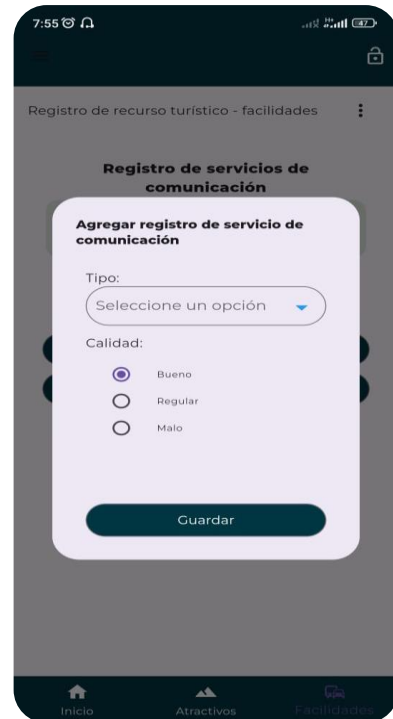 7:55
47
Registro de recurso turístico - facilidades
Registro de servicios de
comunicación
Agregar registro de servicio de
comunicación
Tipo:
Seleccione un opción
Calidad:
Bueno
Regular
Malo
Guardar
Inicio
Atractivos
Facilidades